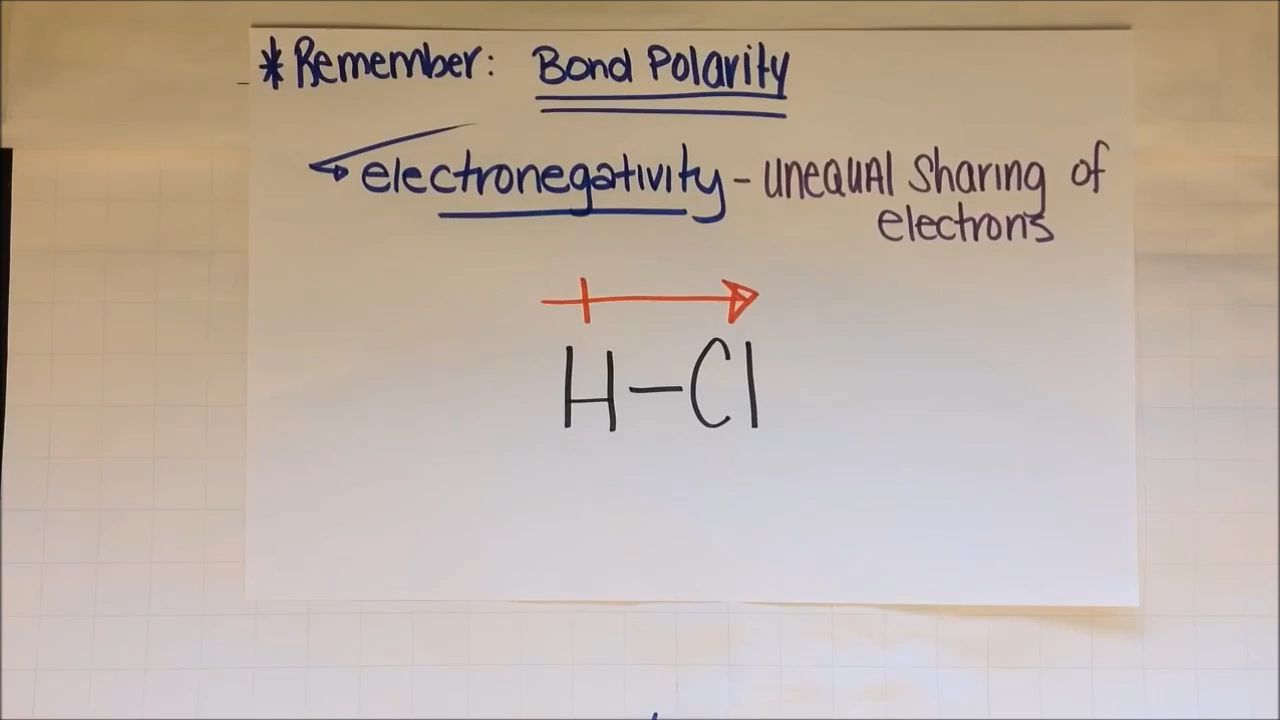 *Remember: Bond Polarity
electronegativity - unequal sharing of
electrons
H-Cl